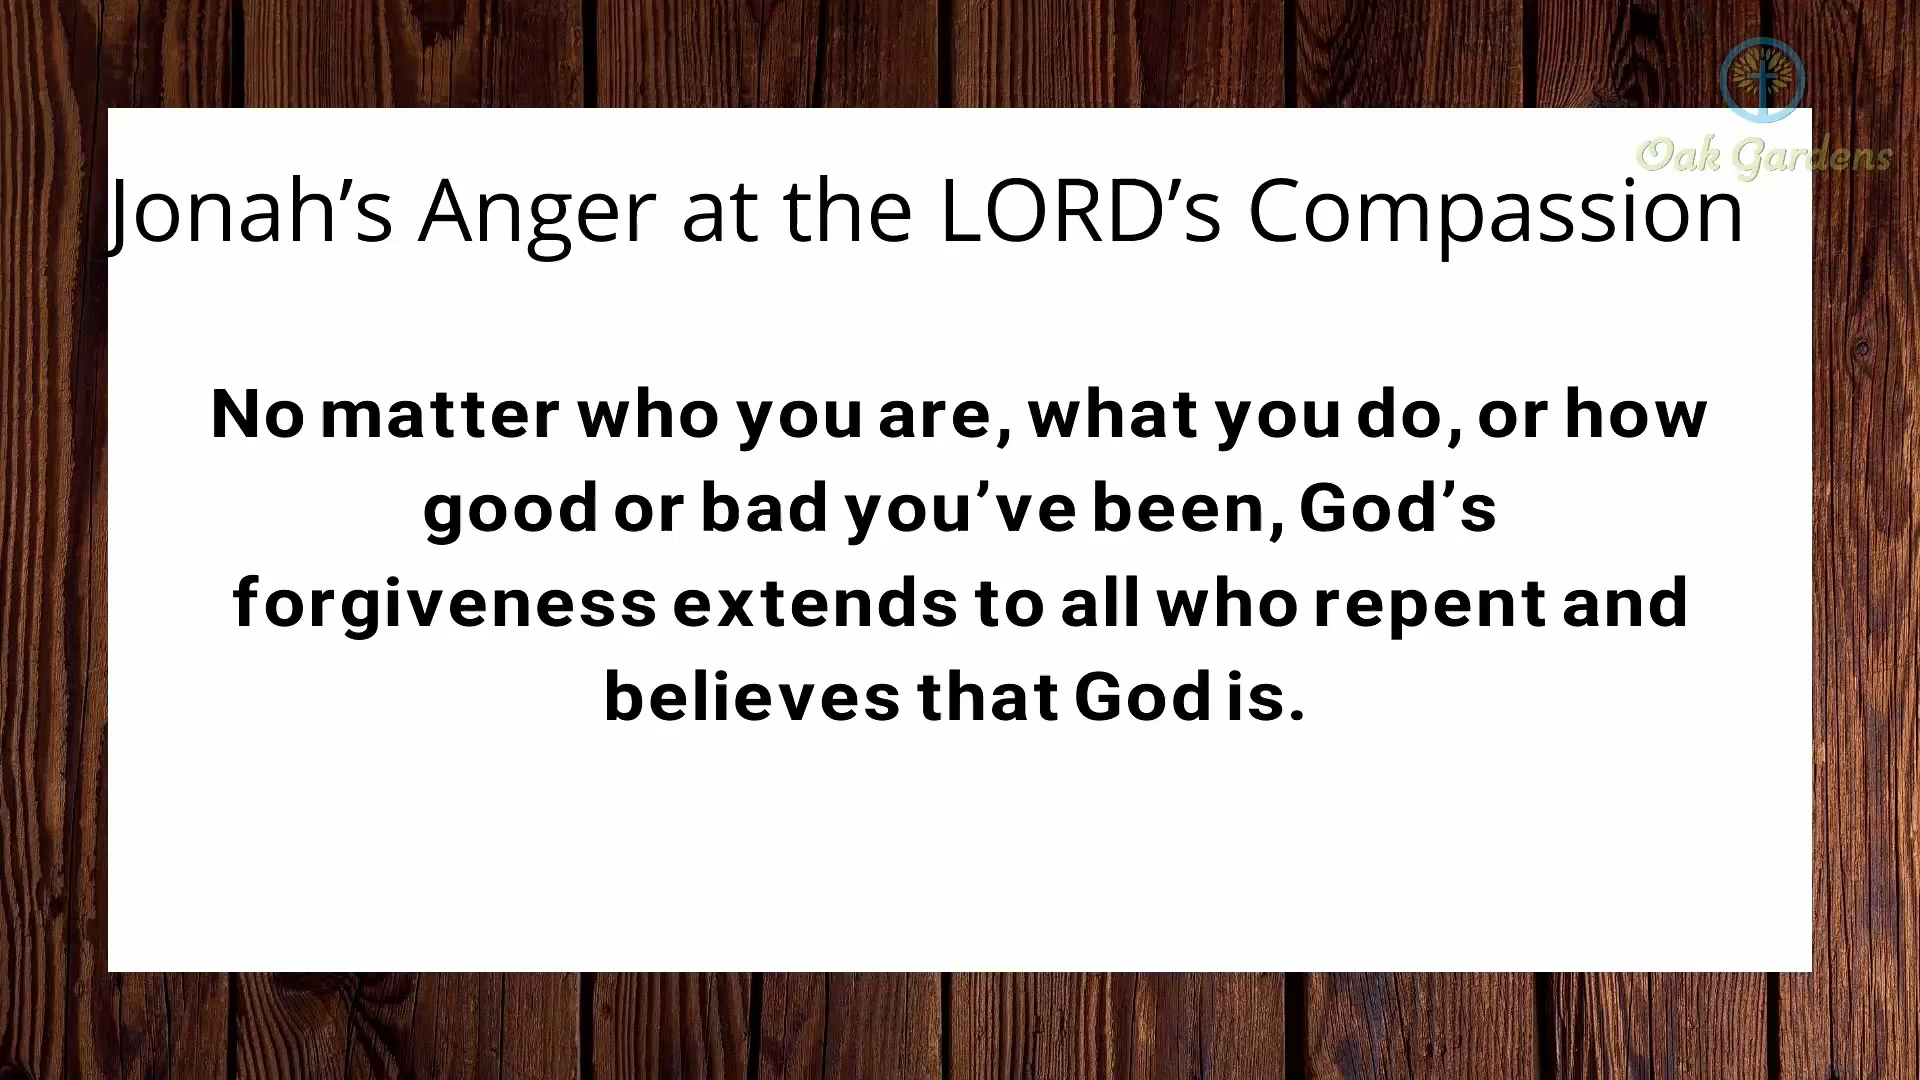 Oak Gardens
Jonah’s Anger at the LORD’s Compassion
No matter who you are, what you do, or how
good or bad you’ve been, God’s
forgiveness extends to all who repent and
believes that God is.